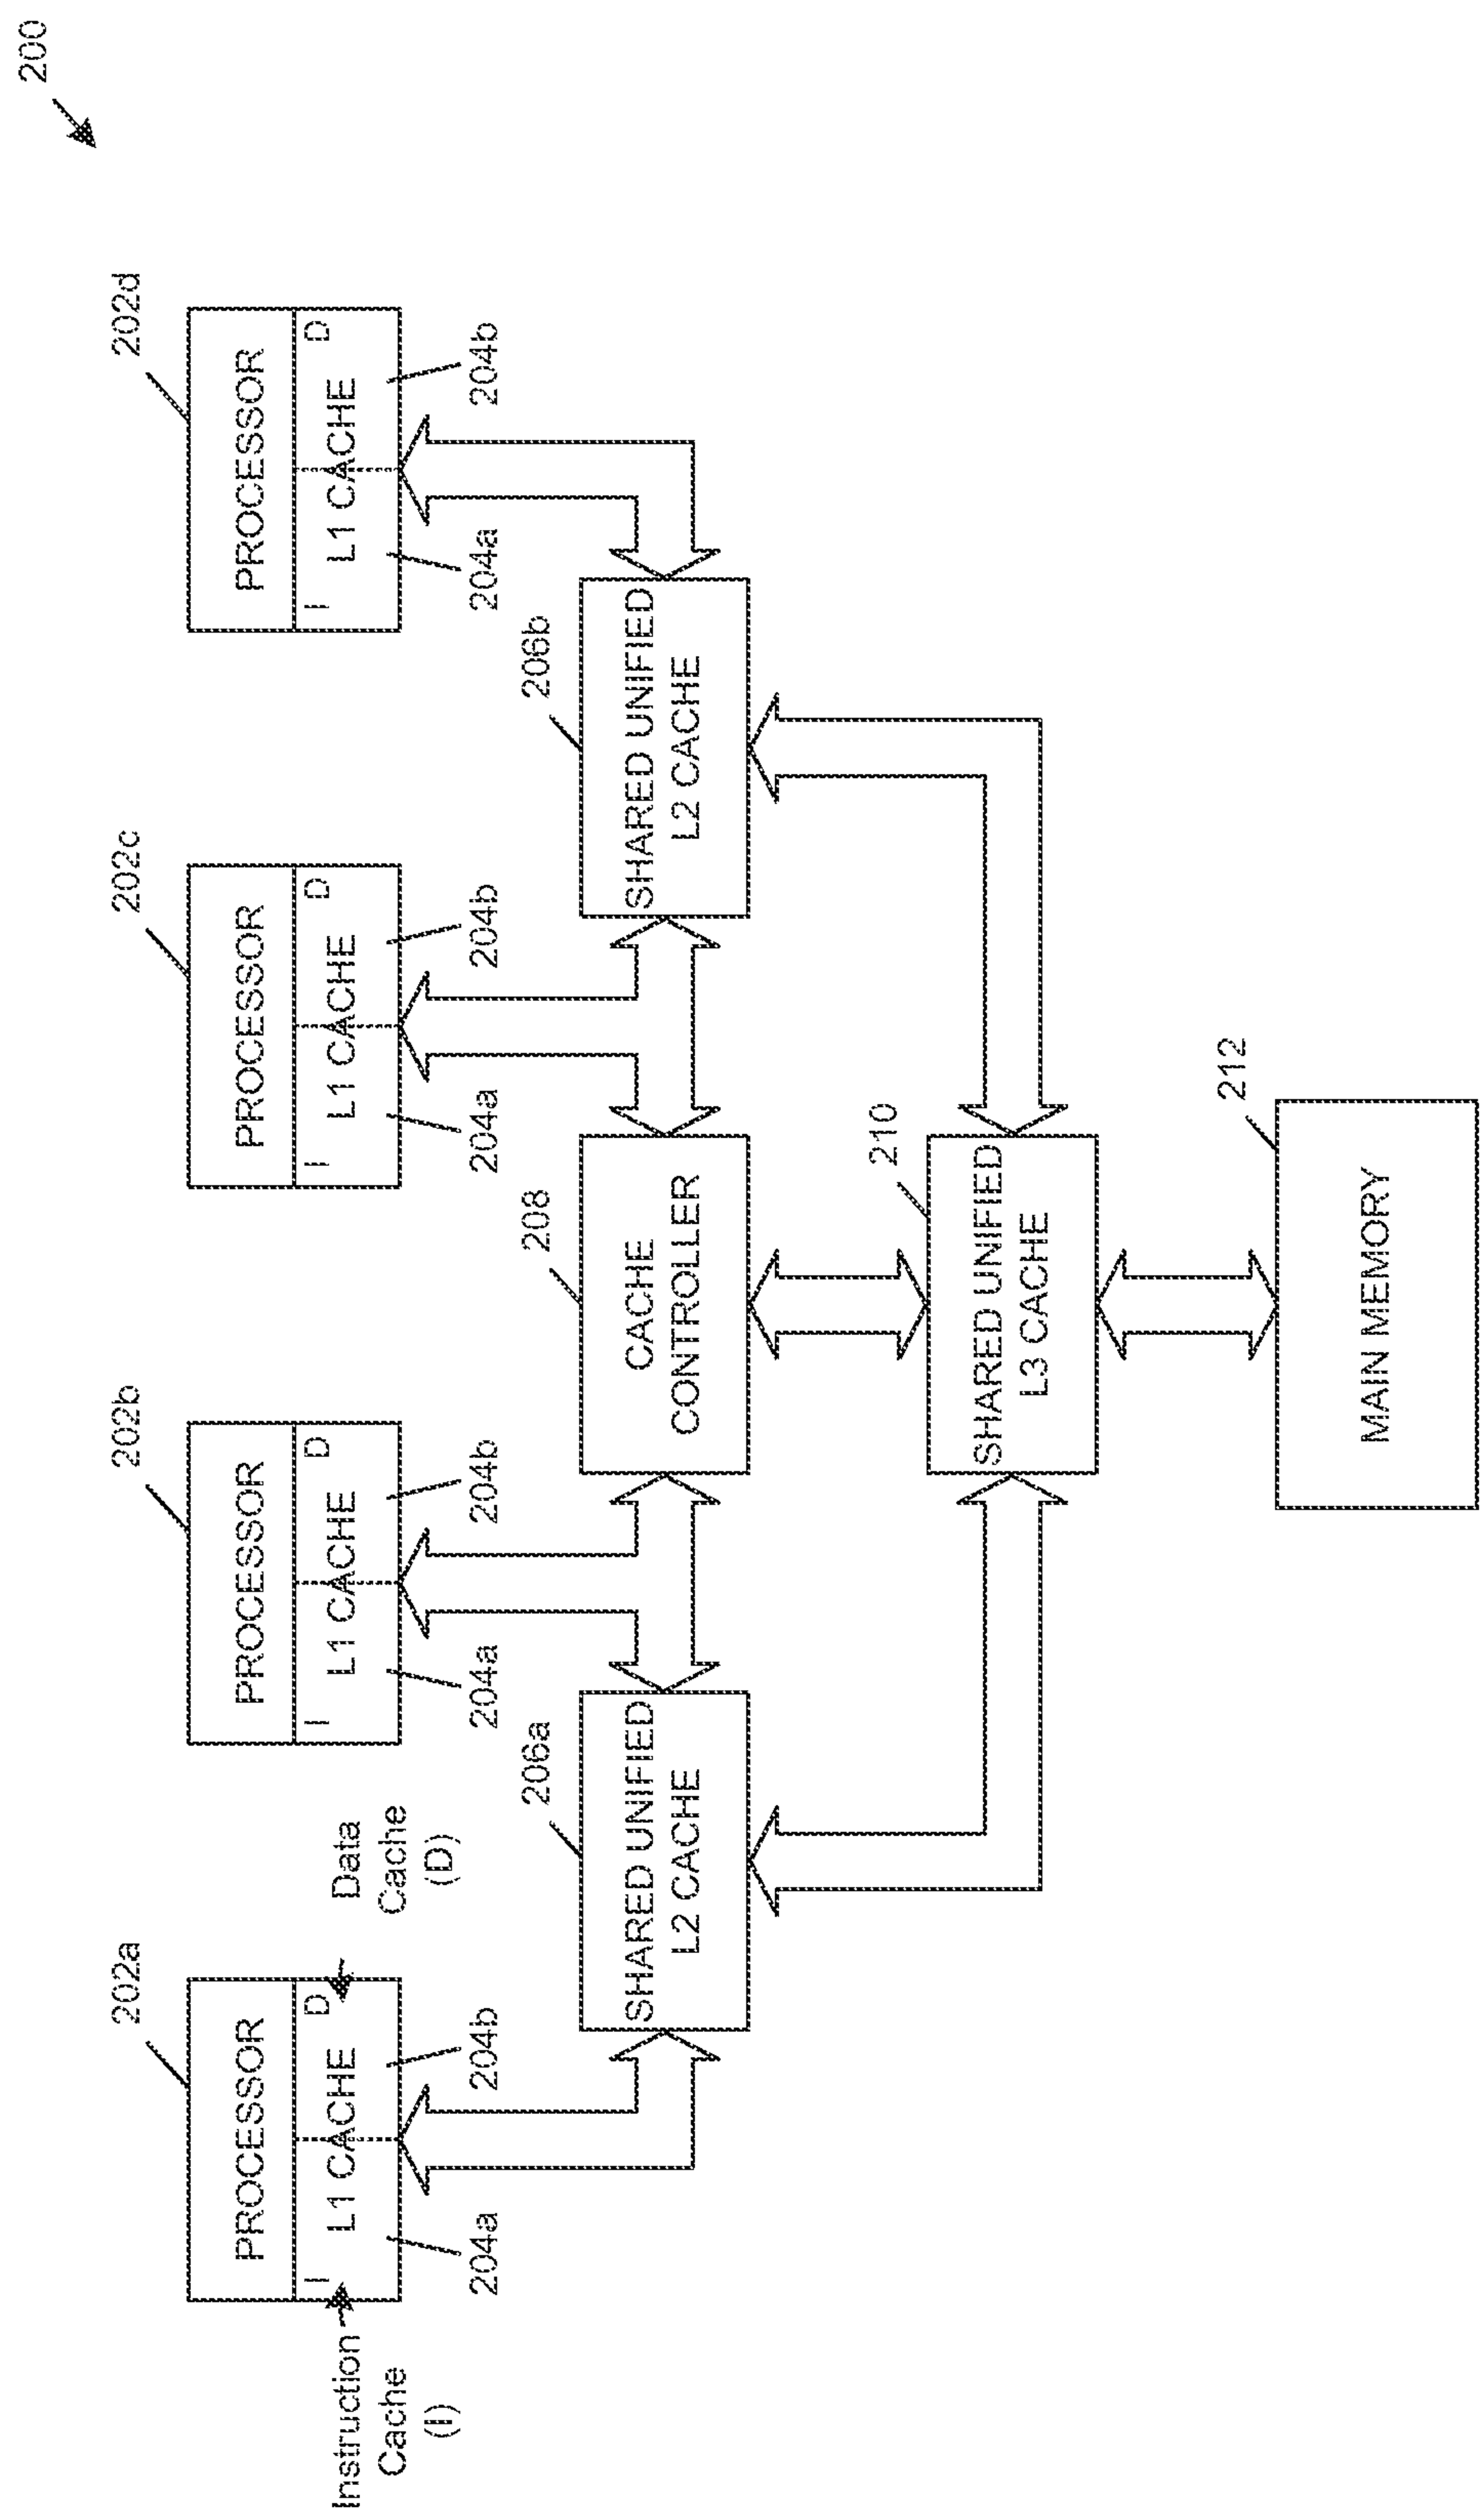 200
202a
202b
202c
202d
PROCESSOR
PROCESSOR
PROCESSOR
PROCESSOR
Instruction
Cache
(I)
I
L1 CACHE
D
Data
Cache
(D)
I
L1 CACHE
D
I
L1 CACHE
D
I
L1 CACHE
D
204a
204b
204a
204b
204a
204b
204a
204b
206a
208
206b
SHARED UNIFIED
L2 CACHE
CACHE
CONTROLLER
SHARED UNIFIED
L2 CACHE
210
SHARED UNIFIED
L3 CACHE
212
MAIN MEMORY